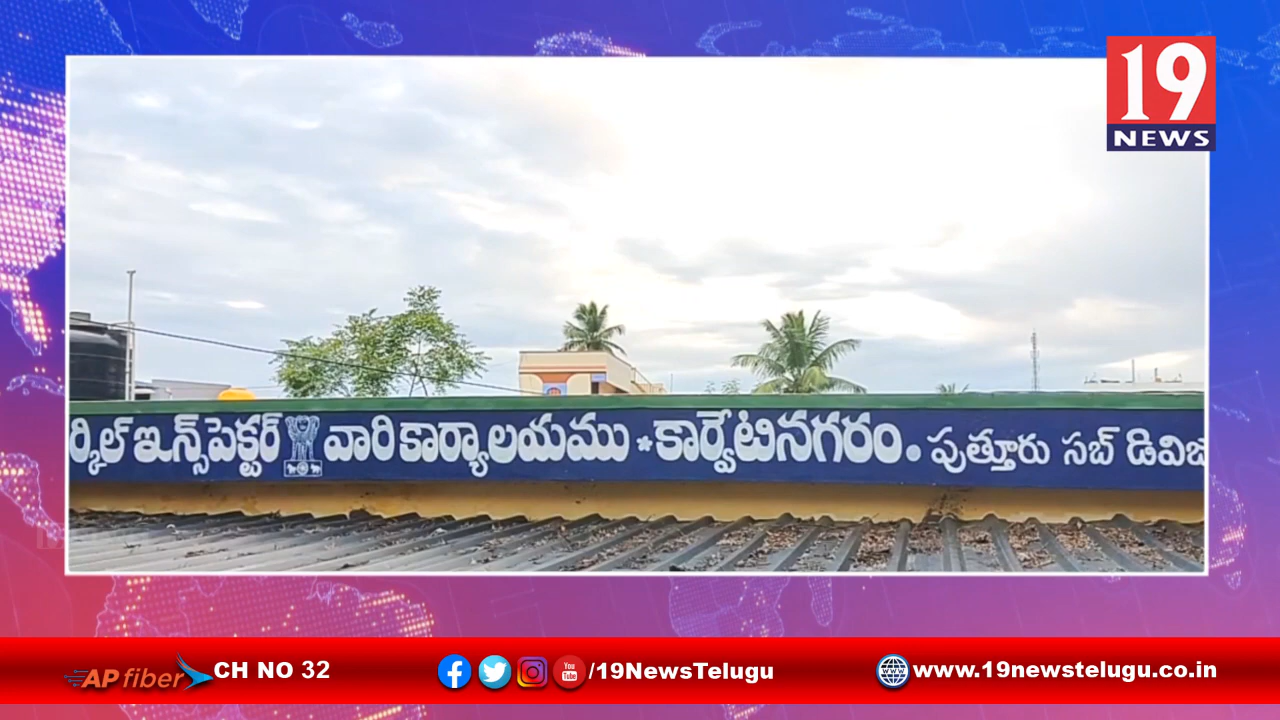 19
NEWS
ర్కిల్ ఇన్స్‌పెక్టర్ వారి కార్యాలయము * కార్వేటినగరం. పుత్తూరు సబ్ డివిజ
AP fiber CH NO 32 /19NewsTelugu www.19newstelugu.co.in